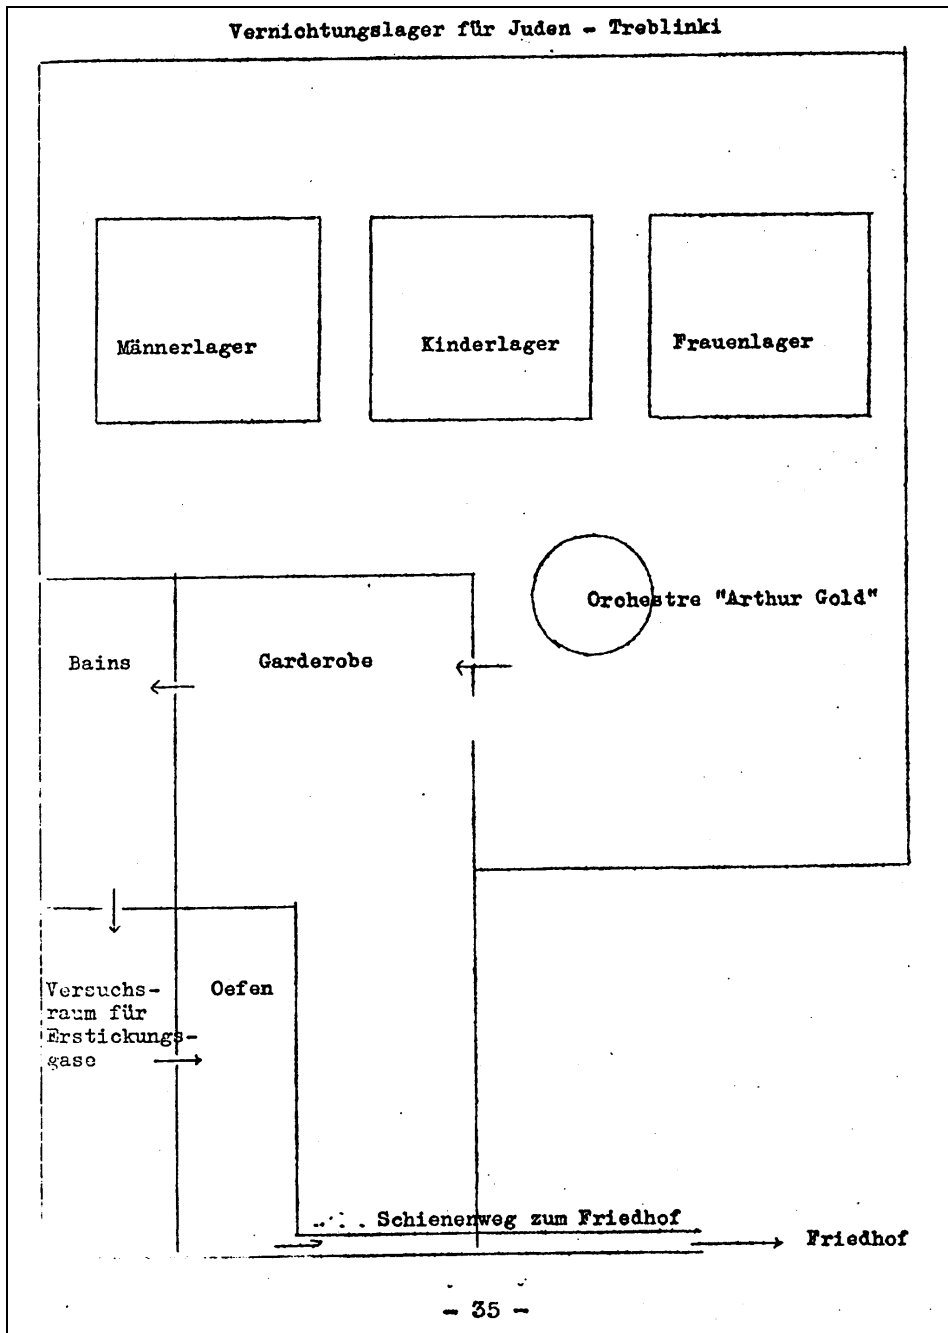 Vernichtungslager für Juden - Treblinki
Männerlager
Kinderlager
Frauenlager
Orchestre "Arthur Gold"
Bains
Garderobe
Versuchs-
raum für
Erstickungs-
gase
Oefen
Schienenweg zum Friedhof
Friedhof
- 35 -